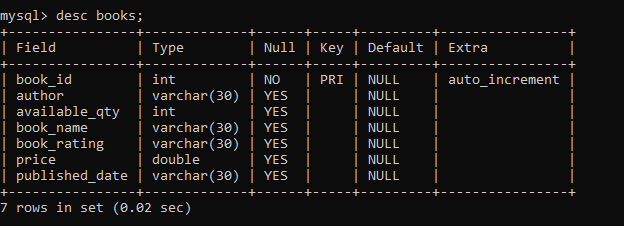 mysql> desc books;
+----------------+-------------+------+-----+---------+----------------+
| Field          | Type        | Null | Key | Default | Extra          |
+----------------+-------------+------+-----+---------+----------------+
| book_id        | int         | NO   | PRI | NULL    | auto_increment |
| author         | varchar(30) | YES  |     | NULL    |                |
| available_qty  | int         | YES  |     | NULL    |                |
| book_name      | varchar(30) | YES  |     | NULL    |                |
| book_rating    | varchar(30) | YES  |     | NULL    |                |
| price          | double      | YES  |     | NULL    |                |
| published_date | varchar(30) | YES  |     | NULL    |                |
+----------------+-------------+------+-----+---------+----------------+
7 rows in set (0.02 sec)